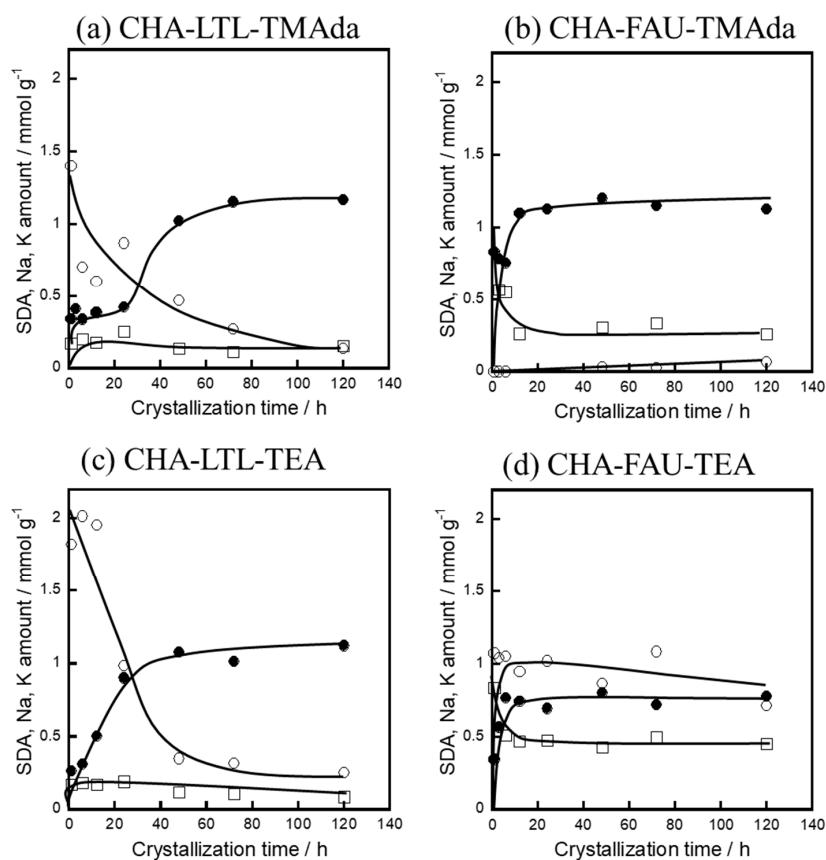 (a) CHA-LTL-TMAda
(b) CHA-FAU-TMAda
SDA, Na, K amount / mmol g⁻¹
2
1.5
1
0.5
0
0 20 40 60 80 100 120 140
Crystallization time / h
SDA, Na, K amount / mmol g⁻¹
2
1.5
1
0.5
0
0 20 40 60 80 100 120 140
Crystallization time / h
(c) CHA-LTL-TEA
(d) CHA-FAU-TEA
SDA, Na, K amount / mmol g⁻¹
2
1.5
1
0.5
0
0 20 40 60 80 100 120 140
Crystallization time / h
SDA, Na, K amount / mmol g⁻¹
2
1.5
1
0.5
0
0 20 40 60 80 100 120 140
Crystallization time / h